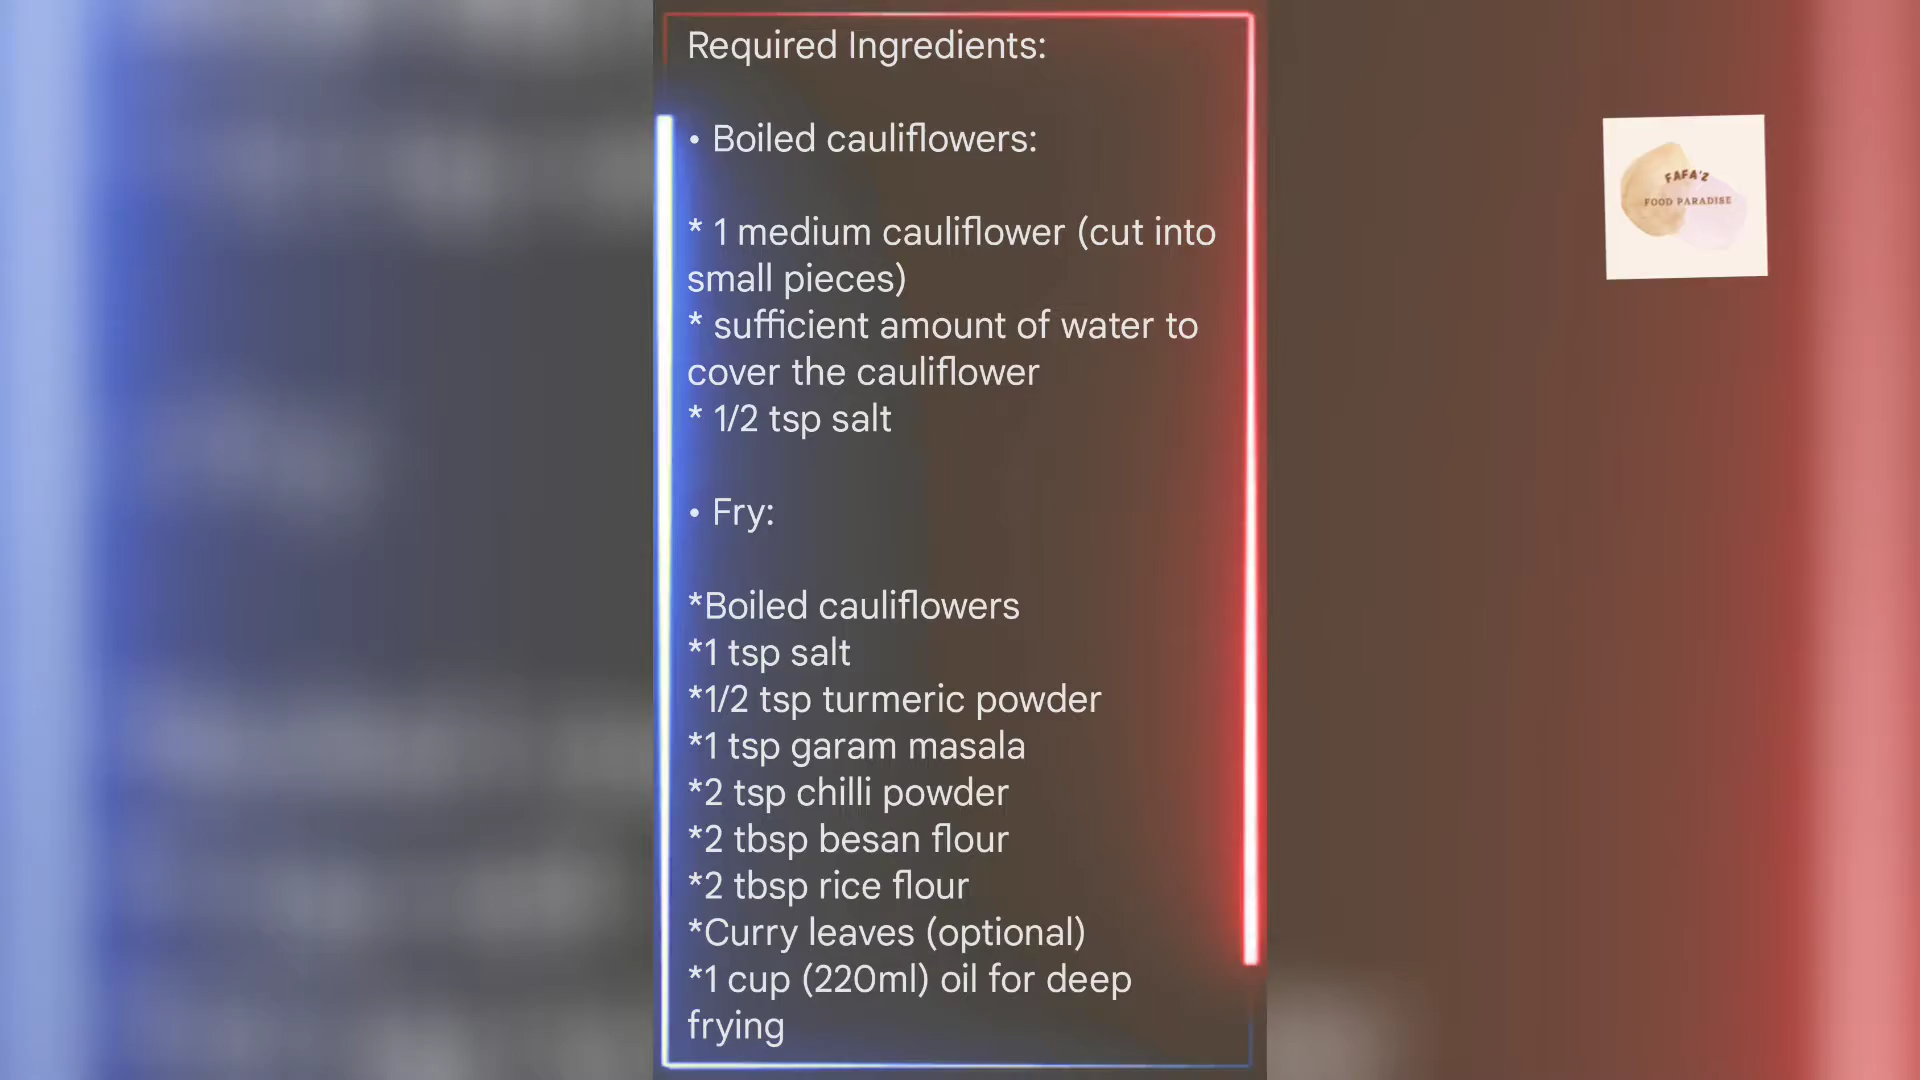 Required Ingredients:
• Boiled cauliflowers:
* 1 medium cauliflower (cut into
small pieces)
* sufficient amount of water to
cover the cauliflower
* 1/2 tsp salt
• Fry:
*Boiled cauliflowers
*1 tsp salt
*1/2 tsp turmeric powder
*1 tsp garam masala
*2 tsp chilli powder
*2 tbsp besan flour
*2 tbsp rice flour
*Curry leaves (optional)
*1 cup (220ml) oil for deep
frying
FAFA'Z
FOOD PARADISE